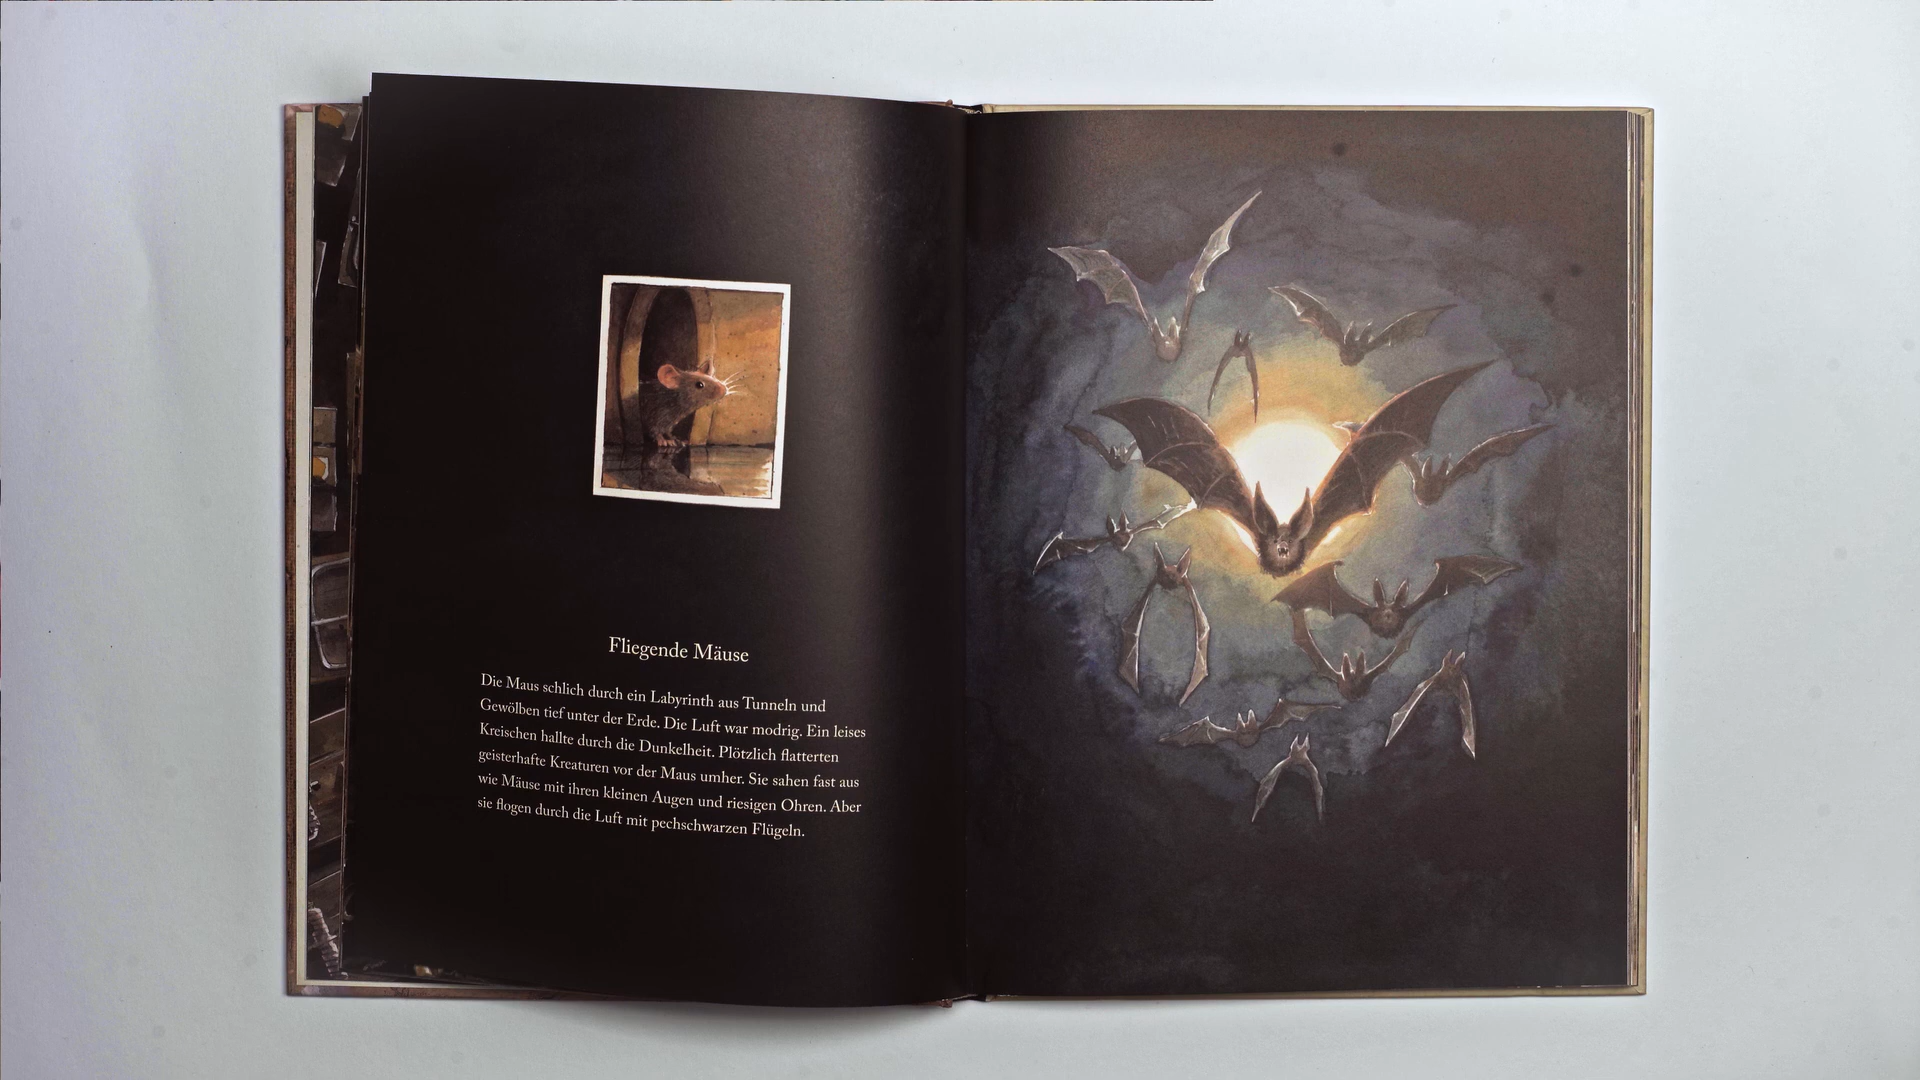 Fliegende Mäuse
Die Maus schlich durch ein Labyrinth aus Tunneln und
Gewölben tief unter der Erde. Die Luft war modrig. Ein leises
Kreischen hallte durch die Dunkelheit. Plötzlich flatterten
geisterhafte Kreaturen vor der Maus umher. Sie sahen fast aus
wie Mäuse mit ihren kleinen Augen und riesigen Ohren. Aber
sie flogen durch die Luft mit pechschwarzen Flügeln.